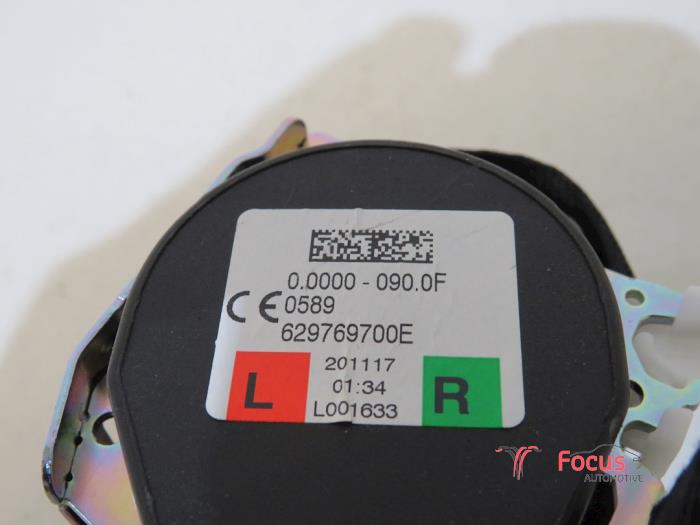 0.0000 - 090.0F
CE 0589
629769700E
L
201117
01:34
L001633
R
Focus
AUTOMOTIVE